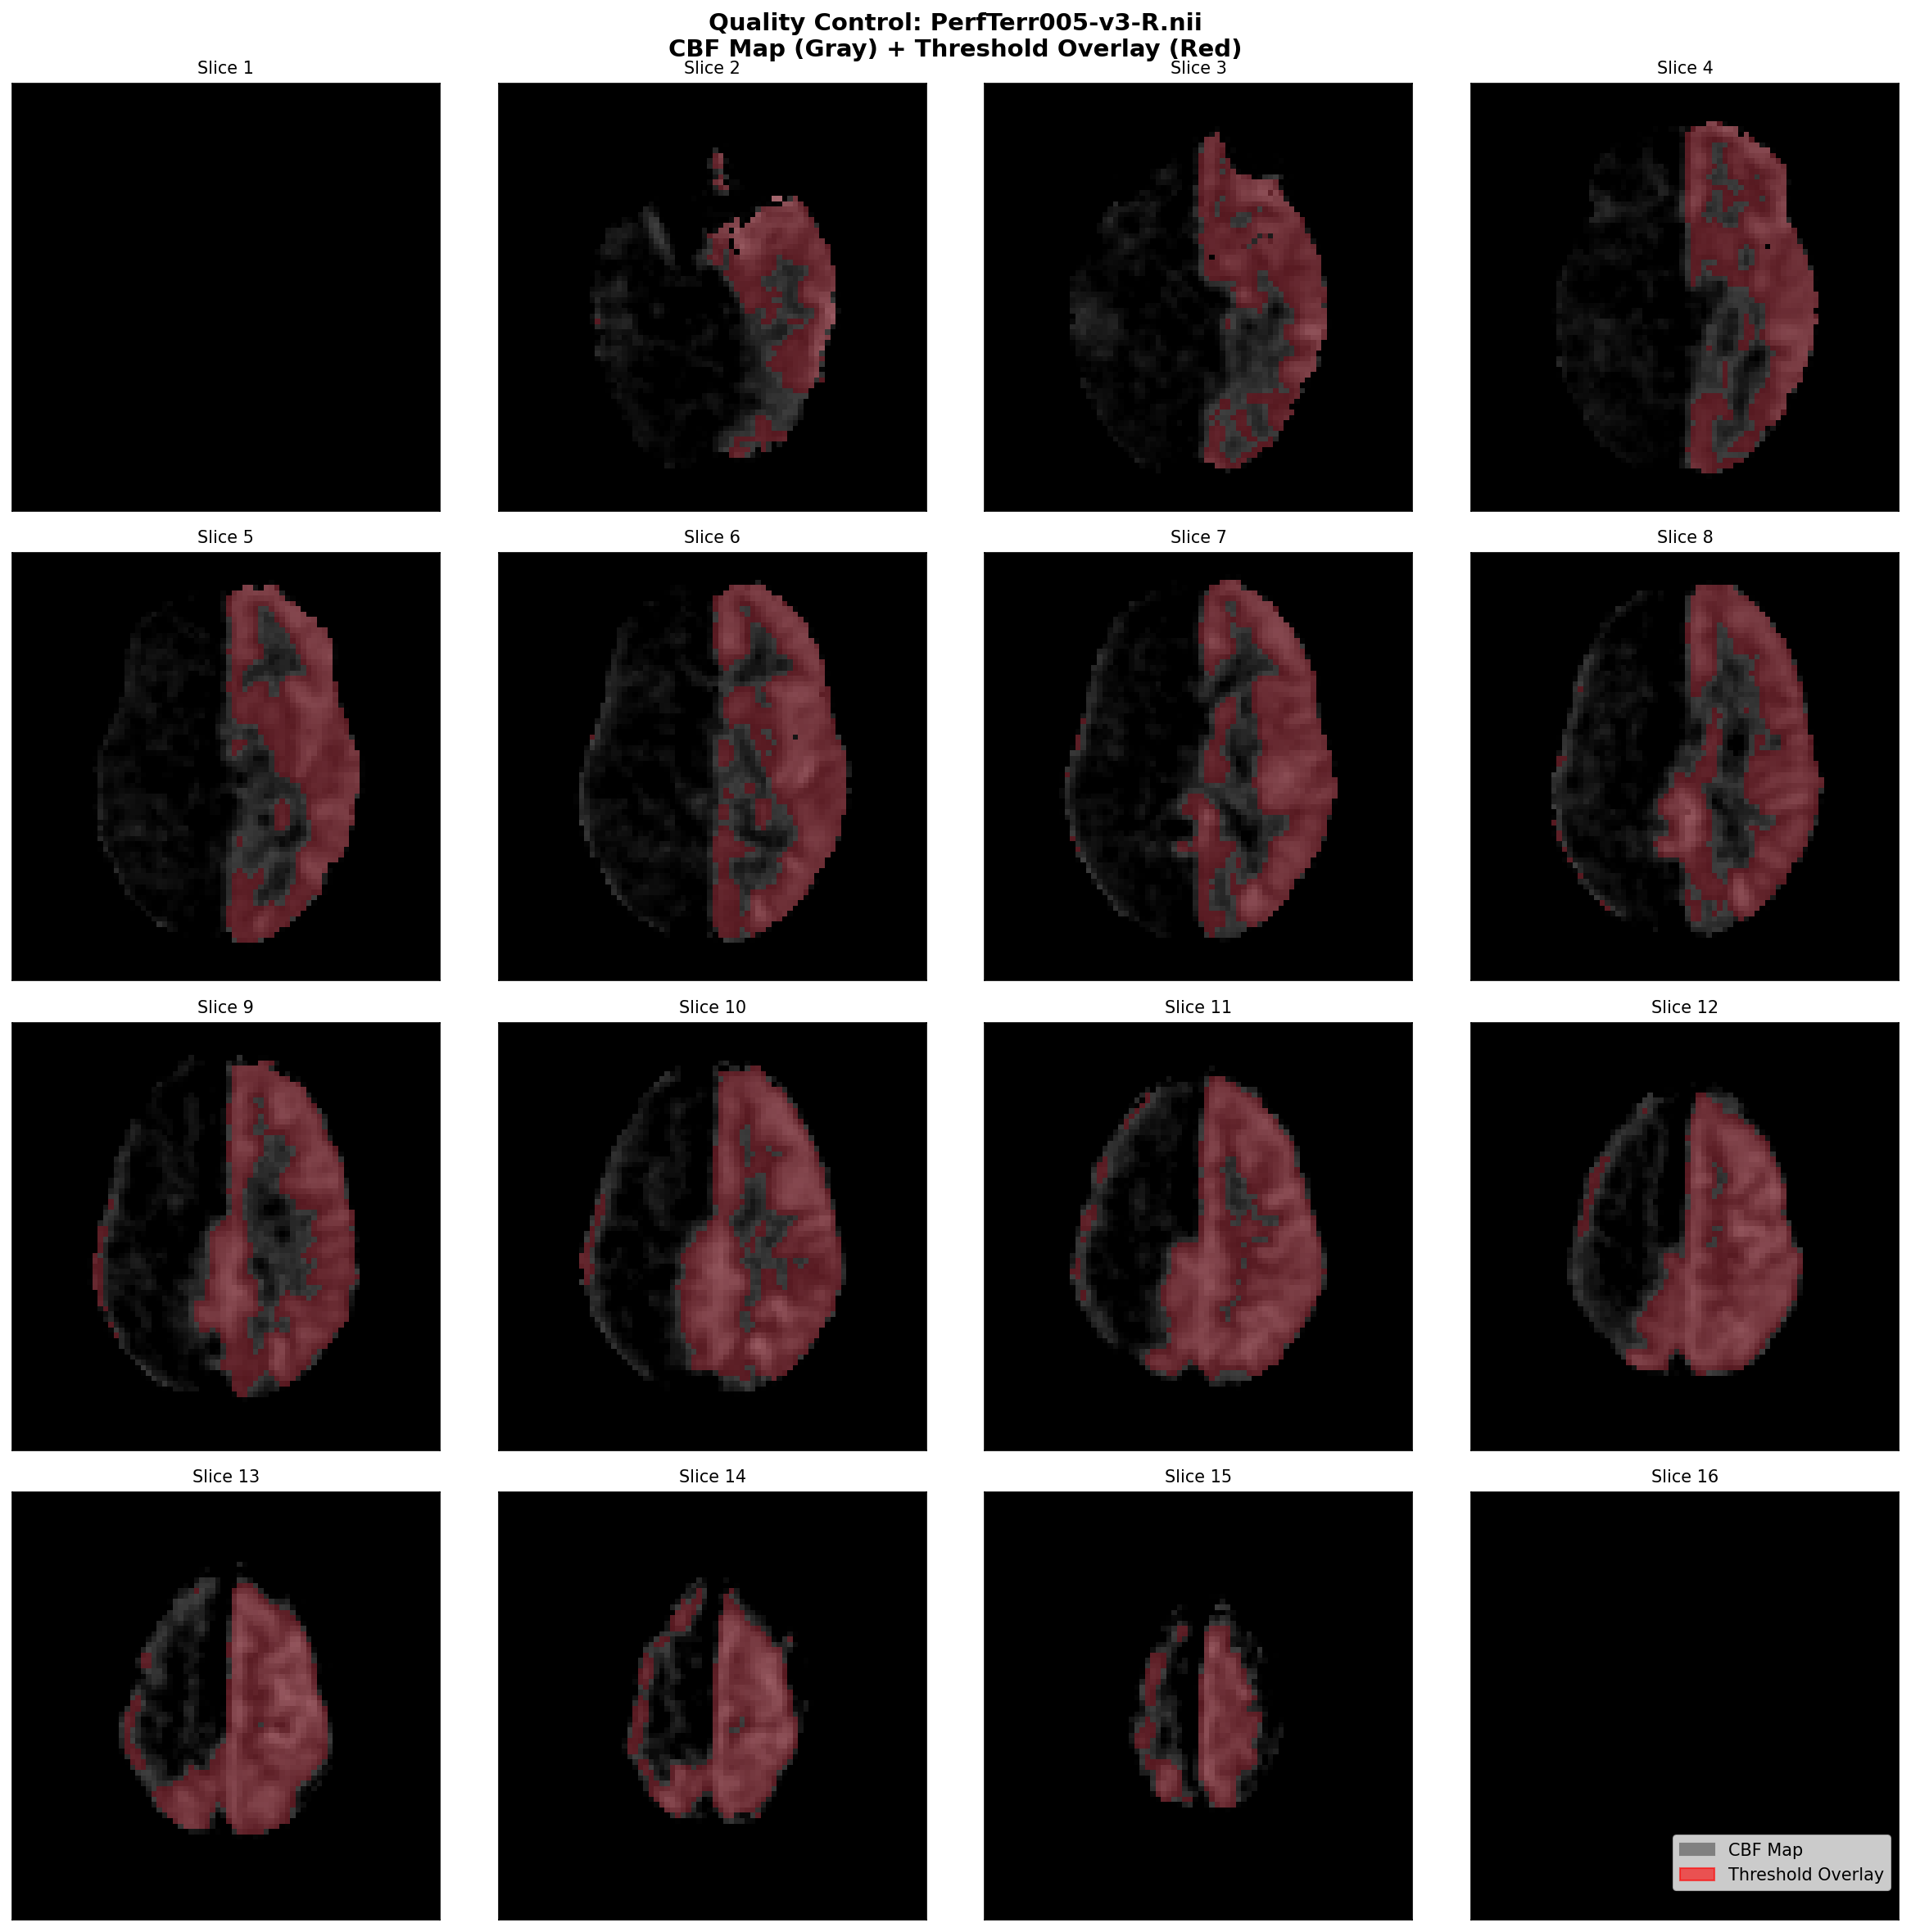 Quality Control: PerfTerr005-v3-R.nii
CBF Map (Gray) + Threshold Overlay (Red)
Slice 1
Slice 2
Slice 3
Slice 4
Slice 5
Slice 6
Slice 7
Slice 8
Slice 9
Slice 10
Slice 11
Slice 12
Slice 13
Slice 14
Slice 15
Slice 16
CBF Map
Threshold Overlay